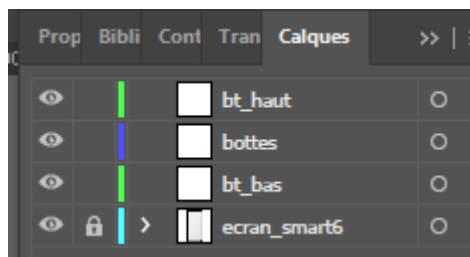 Prop Bibli Cont Tran Calques >>
bt_haut
bottes
bt_bas
ecran_smart6